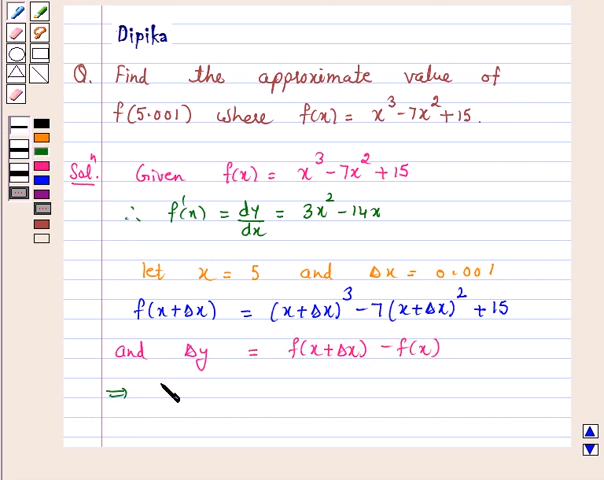 Dipika
Q. Find the approximate value of
f(5.001) where f(x) = x³ - 7x² + 15.
Solⁿ. Given f(x) = x³ - 7x² + 15
∴ f'(x) = dy/dx = 3x² - 14x
let x = 5 and Δx = 0.001
f(x+Δx) = (x+Δx)³ - 7(x+Δx)² + 15
and Δy = f(x+Δx) - f(x)
⇒